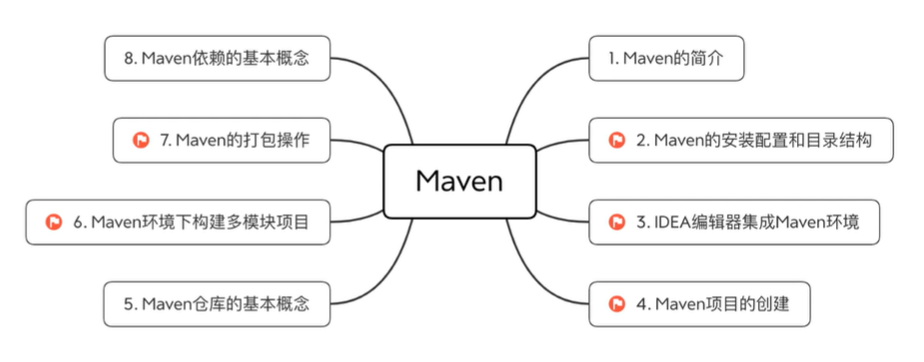 8. Maven依赖的基本概念
1. Maven的简介
7. Maven的打包操作
2. Maven的安装配置和目录结构
Maven
6. Maven环境下构建多模块项目
3. IDEA编辑器集成Maven环境
5. Maven仓库的基本概念
4. Maven项目的创建